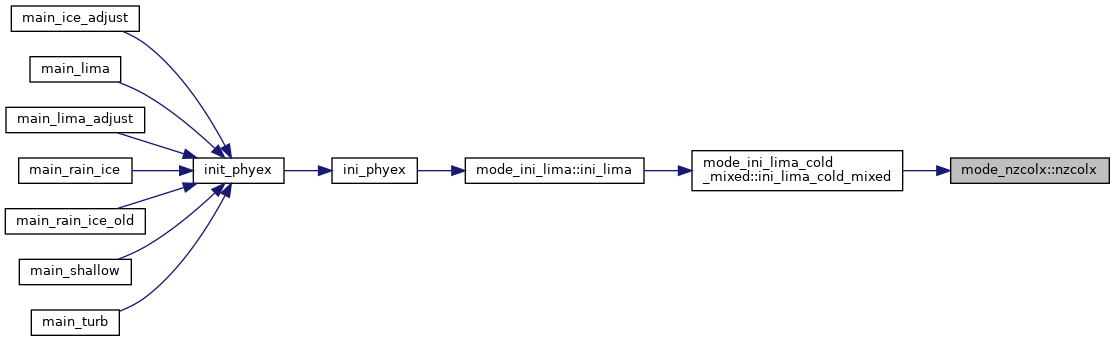 main_ice_adjust
main_lima
main_lima_adjust
main_rain_ice
main_rain_ice_old
main_shallow
main_turb
init_phyex
ini_phyex
mode_ini_lima::ini_lima
mode_ini_lima_cold
_mixed::ini_lima_cold_mixed
mode_nzcolx::nzcolx